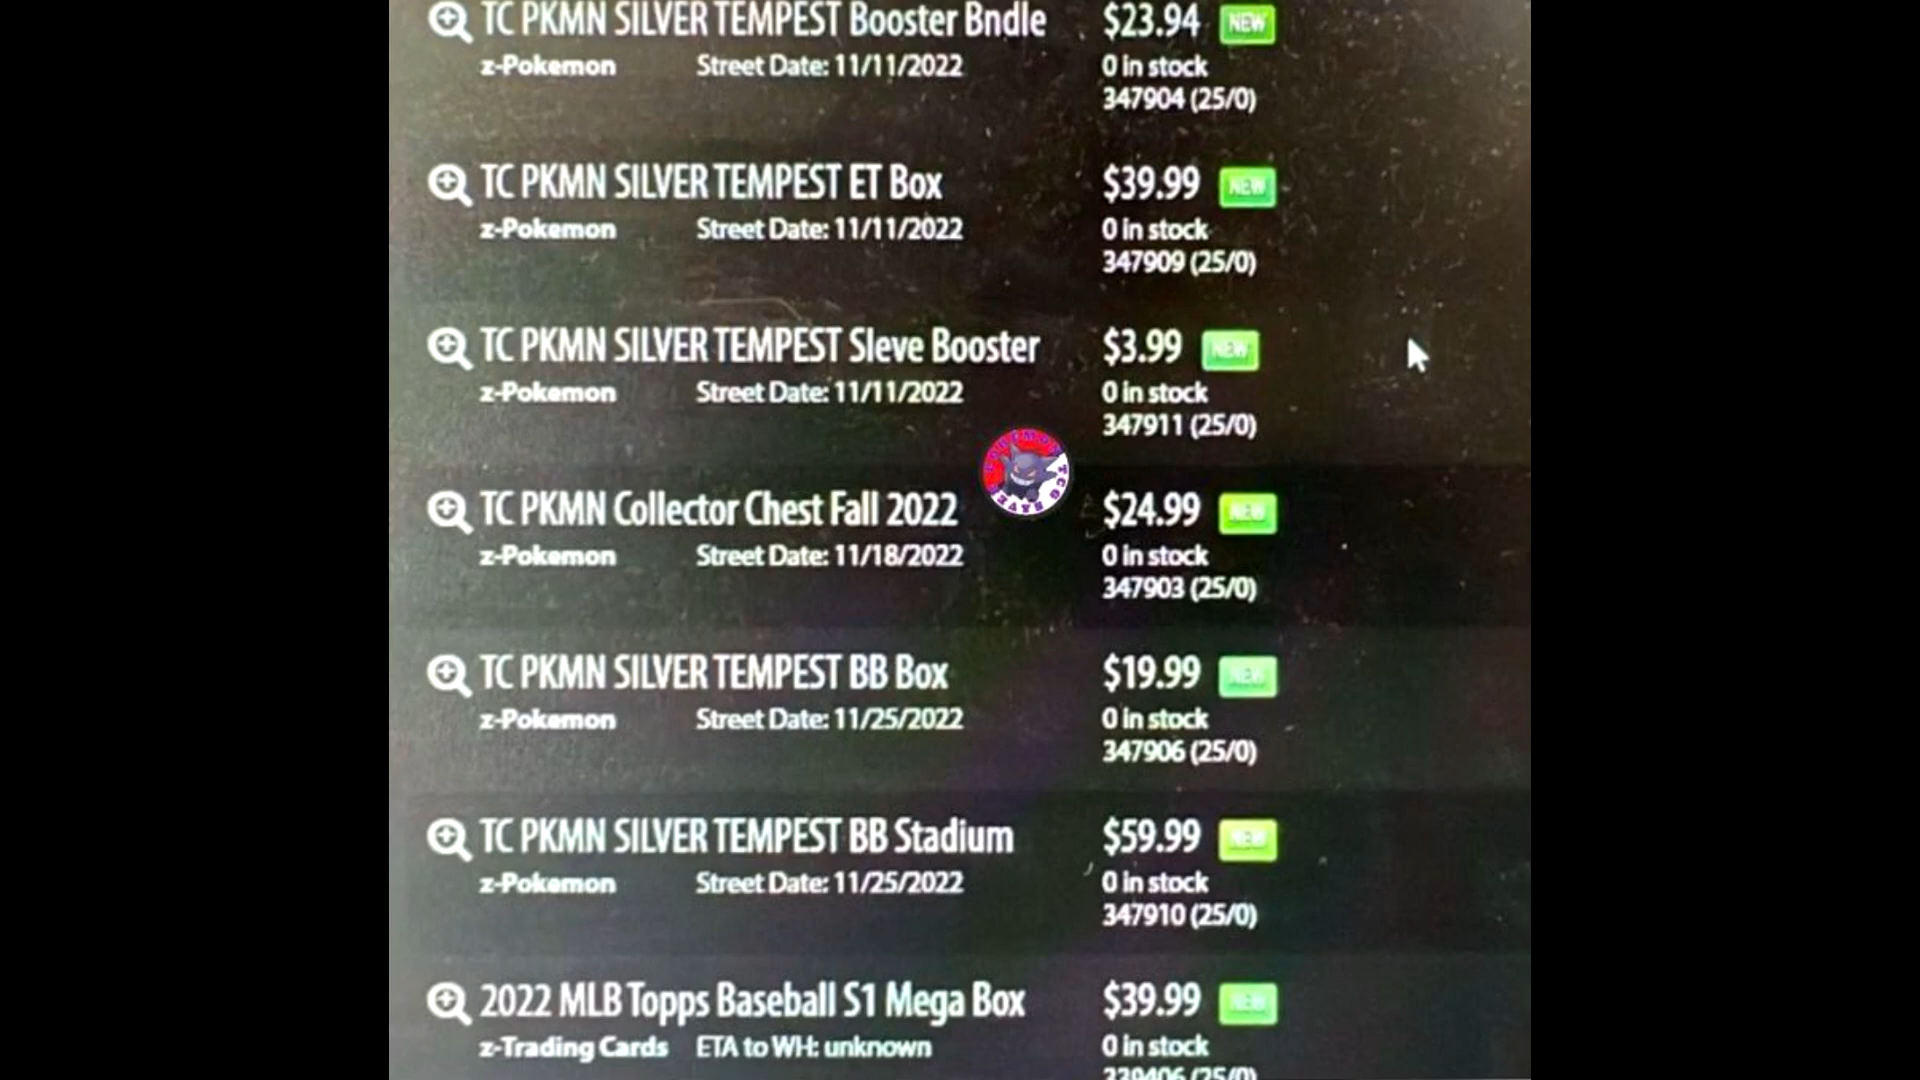 TC PKMN SILVER TEMPEST Booster Bndle $23.94 NEW
z-Pokemon Street Date: 11/11/2022 0 in stock
347904 (25/0)
TC PKMN SILVER TEMPEST ET Box $39.99 NEW
z-Pokemon Street Date: 11/11/2022 0 in stock
347909 (25/0)
TC PKMN SILVER TEMPEST Sleve Booster $3.99 NEW
z-Pokemon Street Date: 11/11/2022 0 in stock
347911 (25/0)
POKEMON TCG
TC PKMN Collector Chest Fall 2022 $24.99 NEW
z-Pokemon Street Date: 11/18/2022 0 in stock
347903 (25/0)
TC PKMN SILVER TEMPEST BB Box $19.99 NEW
z-Pokemon Street Date: 11/25/2022 0 in stock
347906 (25/0)
TC PKMN SILVER TEMPEST BB Stadium $59.99 NEW
z-Pokemon Street Date: 11/25/2022 0 in stock
347910 (25/0)
2022 MLB Topps Baseball S1 Mega Box $39.99 NEW
z-Trading Cards ETA to WH: unknown 0 in stock
339406 (25/0)